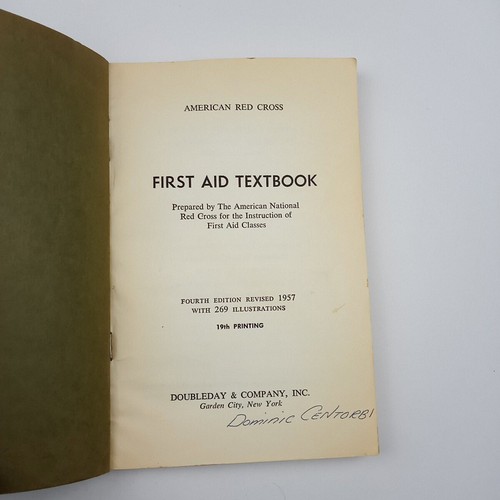 AMERICAN RED CROSS
FIRST AID TEXTBOOK
Prepared by The American National
Red Cross for the Instruction of
First Aid Classes
FOURTH EDITION REVISED 1957
WITH 269 ILLUSTRATIONS
19th PRINTING
DOUBLEDAY & COMPANY, INC.
Garden City, New York
Dominic CENTORBI